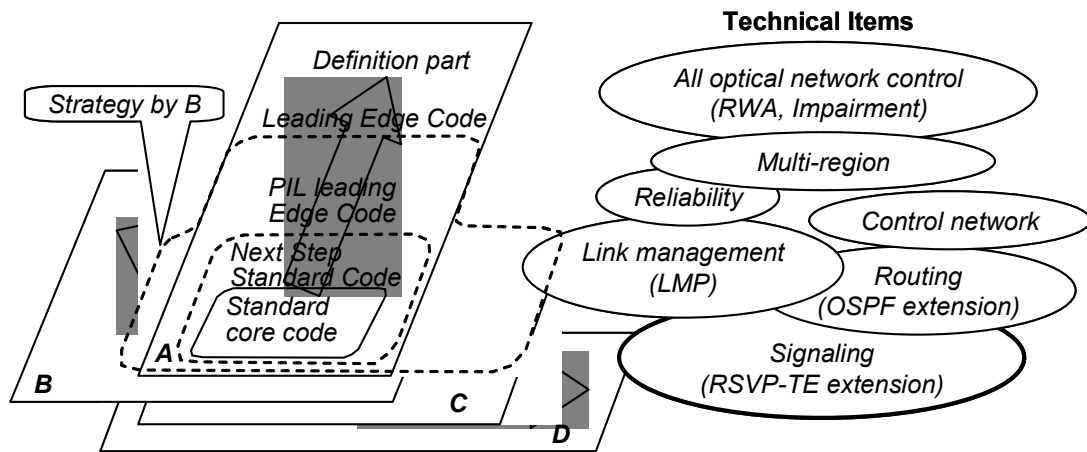 Technical Items
Definition part
Strategy by B
Leading Edge Code
PIL leading
Edge Code
Next Step
Standard Code
Standard
core code
A
B
C
D
All optical network control
(RWA, Impairment)
Multi-region
Reliability
Control network
Link management
(LMP)
Routing
(OSPF extension)
Signaling
(RSVP-TE extension)